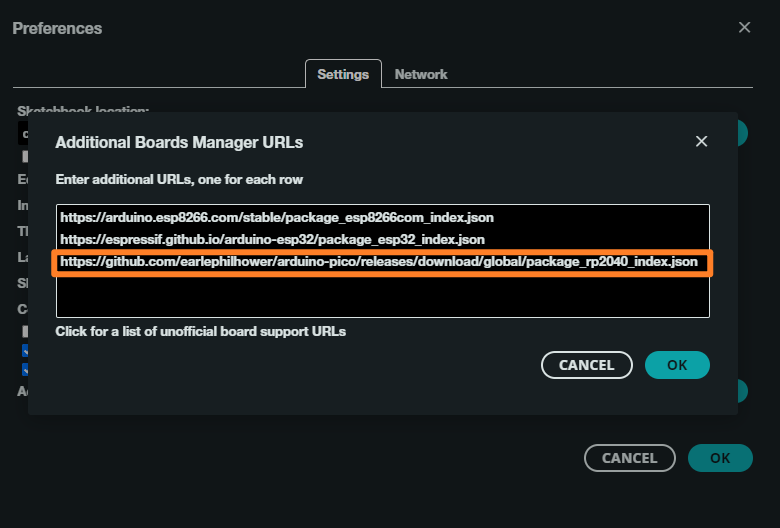 Preferences
Settings
Network
Sketchbook location:
Additional Boards Manager URLs
Enter additional URLs, one for each row
https://arduino.esp8266.com/stable/package_esp8266com_index.json
https://espressif.github.io/arduino-esp32/package_esp32_index.json
https://github.com/earlephilhower/arduino-pico/releases/download/global/package_rp2040_index.json
Click for a list of unofficial board support URLs
CANCEL
OK
CANCEL
OK